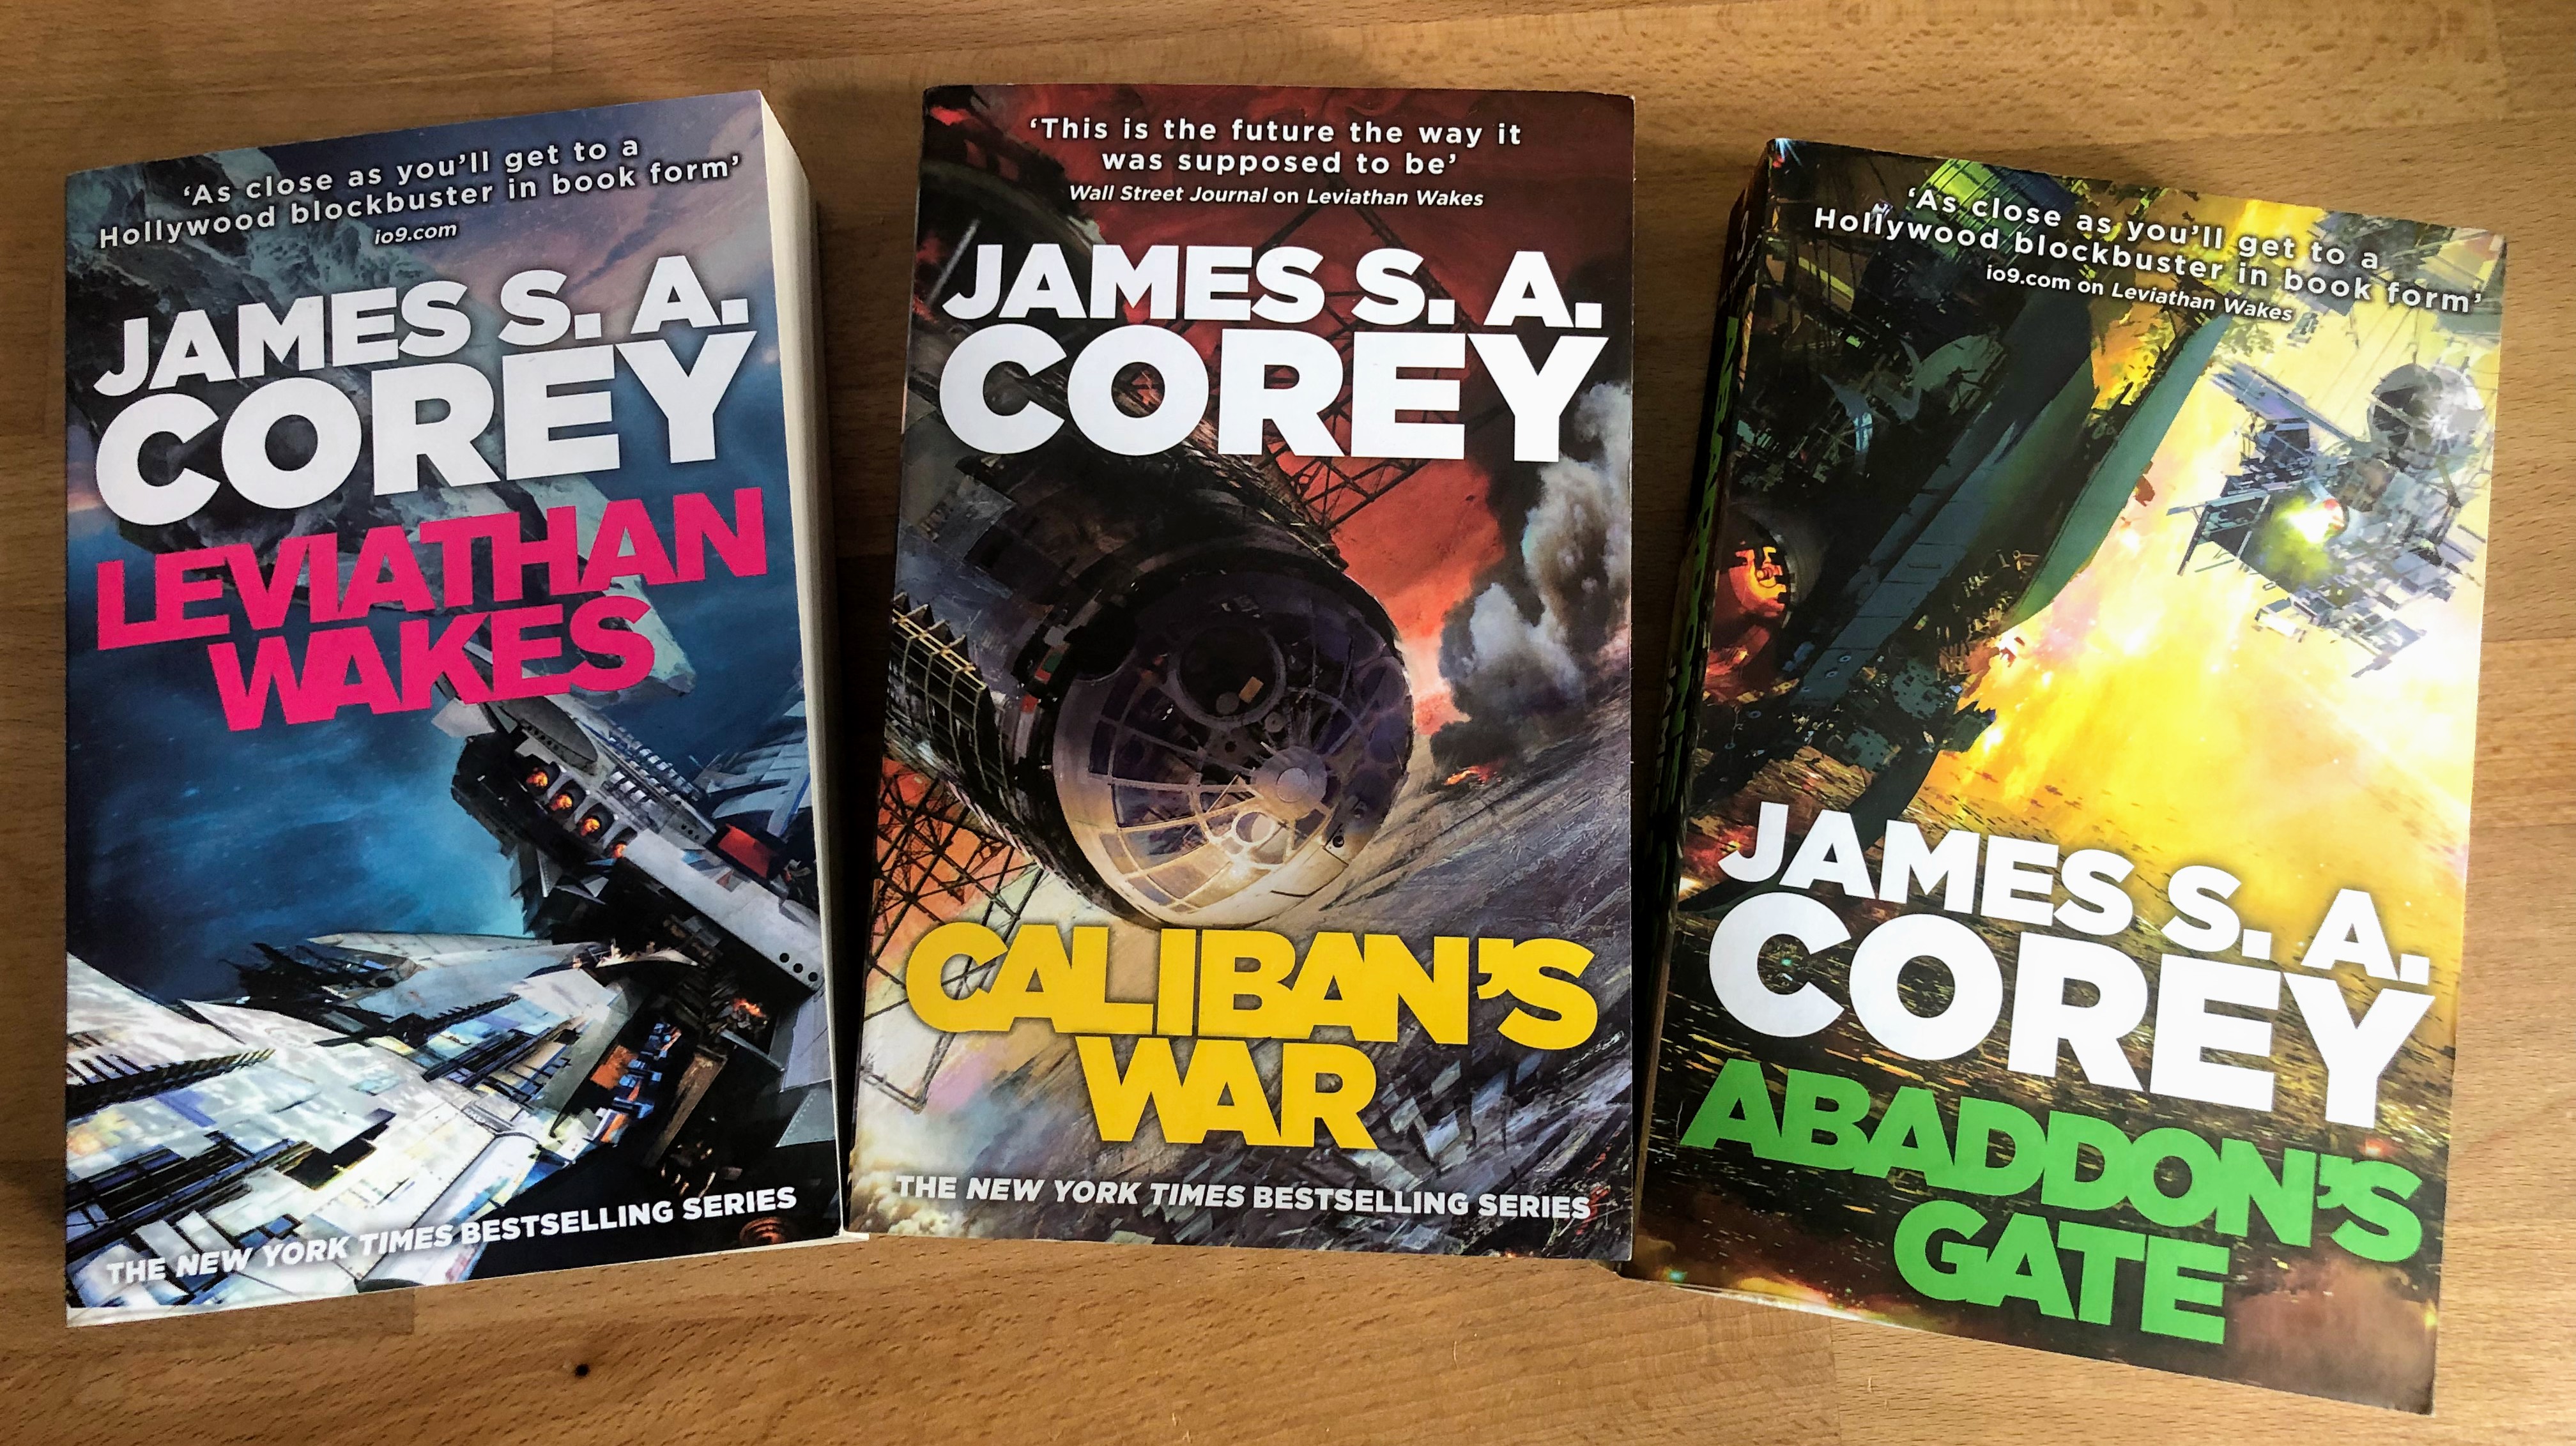 ‘As close as you’ll get to a
Hollywood blockbuster in book form’
io9.com
JAMES S. A.
COREY
LEVIATHAN
WAKES
THE NEW YORK TIMES BESTSELLING SERIES
‘This is the future the way it
was supposed to be’
Wall Street Journal on Leviathan Wakes
JAMES S. A.
COREY
CALIBAN’S
WAR
THE NEW YORK TIMES BESTSELLING SERIES
‘As close as you’ll get to a
Hollywood blockbuster in book form’
io9.com on Leviathan Wakes
JAMES S. A.
COREY
ABADDON’S
GATE